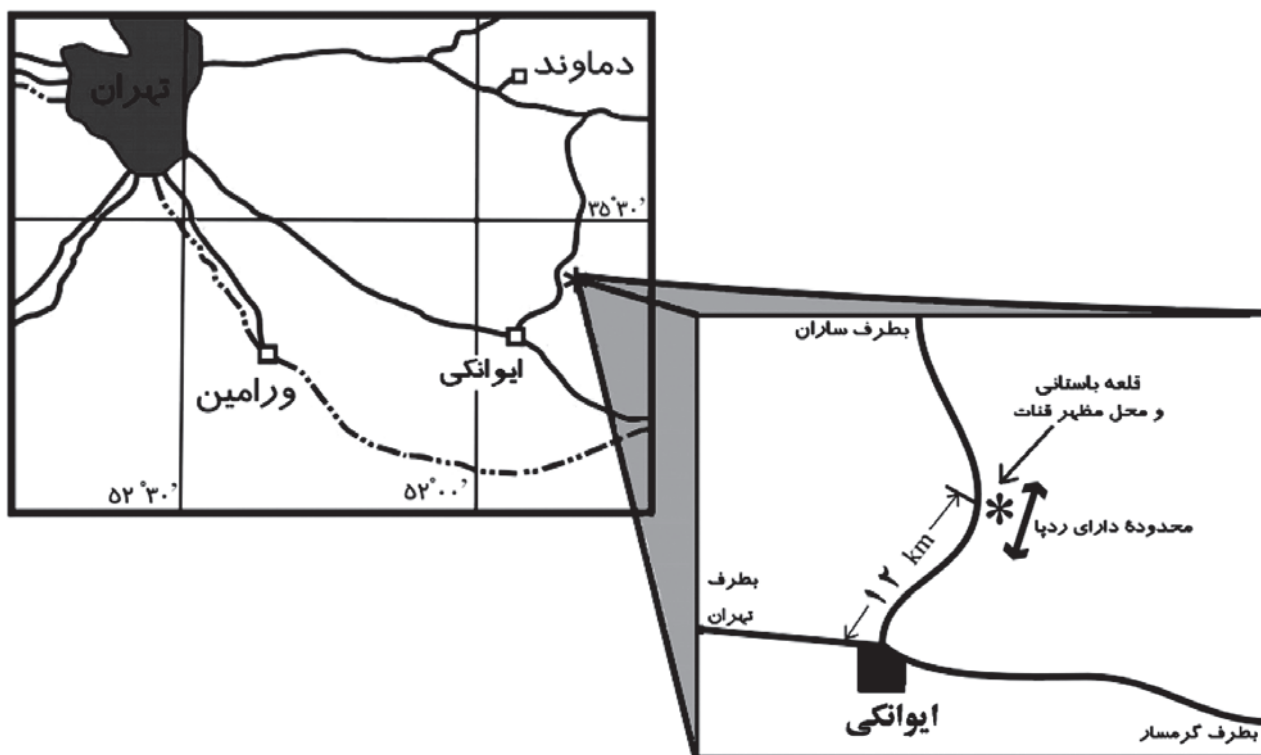 دماوند
تهران
۳۵°۳۰'
ایوانکی
ورامین
۵۲°۳۰'
۵۲°۰۰'
بطرف ساران
قلعه باستانی
و محل مظهر قنات
محدودهٔ دارای ردپا
۱۲ km
بطرف
تهران
ایوانکی
بطرف گرمسار